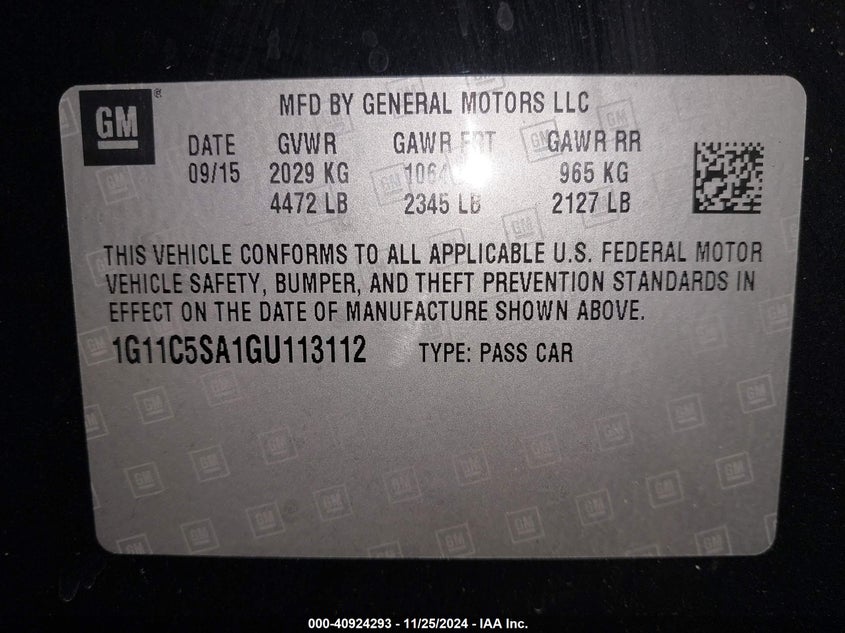 GM ®
MFD BY GENERAL MOTORS LLC
DATE GVWR GAWR FRT GAWR RR
09/15 2029 KG 1064 965 KG
4472 LB 2345 LB 2127 LB
THIS VEHICLE CONFORMS TO ALL APPLICABLE U.S. FEDERAL MOTOR
VEHICLE SAFETY, BUMPER, AND THEFT PREVENTION STANDARDS IN
EFFECT ON THE DATE OF MANUFACTURE SHOWN ABOVE.
1G11C5SA1GU113112 TYPE: PASS CAR
000-40924293 - 11/25/2024 - IAA Inc.